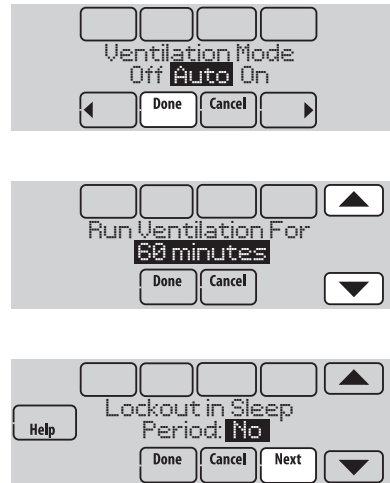 Ventilation Mode
Off Auto On
Done Cancel
Run Ventilation For
60 minutes
Done Cancel
Lockout in Sleep
Help
Period: No
Done Cancel Next